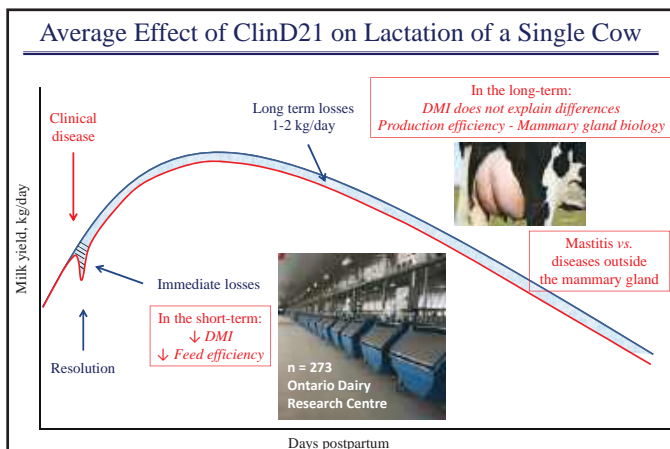 Average Effect of ClinD21 on Lactation of a Single Cow
Clinical
disease
Long term losses
1-2 kg/day
In the long-term:
DMI does not explain differences
Production efficiency - Mammary gland biology
Milk yield, kg/day
Mastitis vs.
diseases outside
the mammary gland
Immediate losses
In the short-term:
↓ DMI
↓ Feed efficiency
Resolution
n = 273
Ontario Dairy
Research Centre
Days postpartum